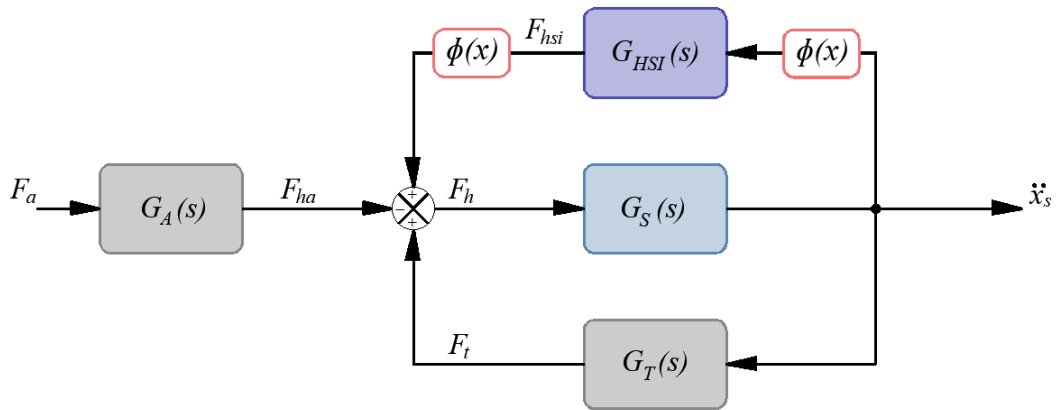 ϕ(x) F_hsi G_HSI(s) ϕ(x)
+
F_a G_A(s) F_ha − F_h G_S(s) ẍ_s
+
F_t G_T(s)